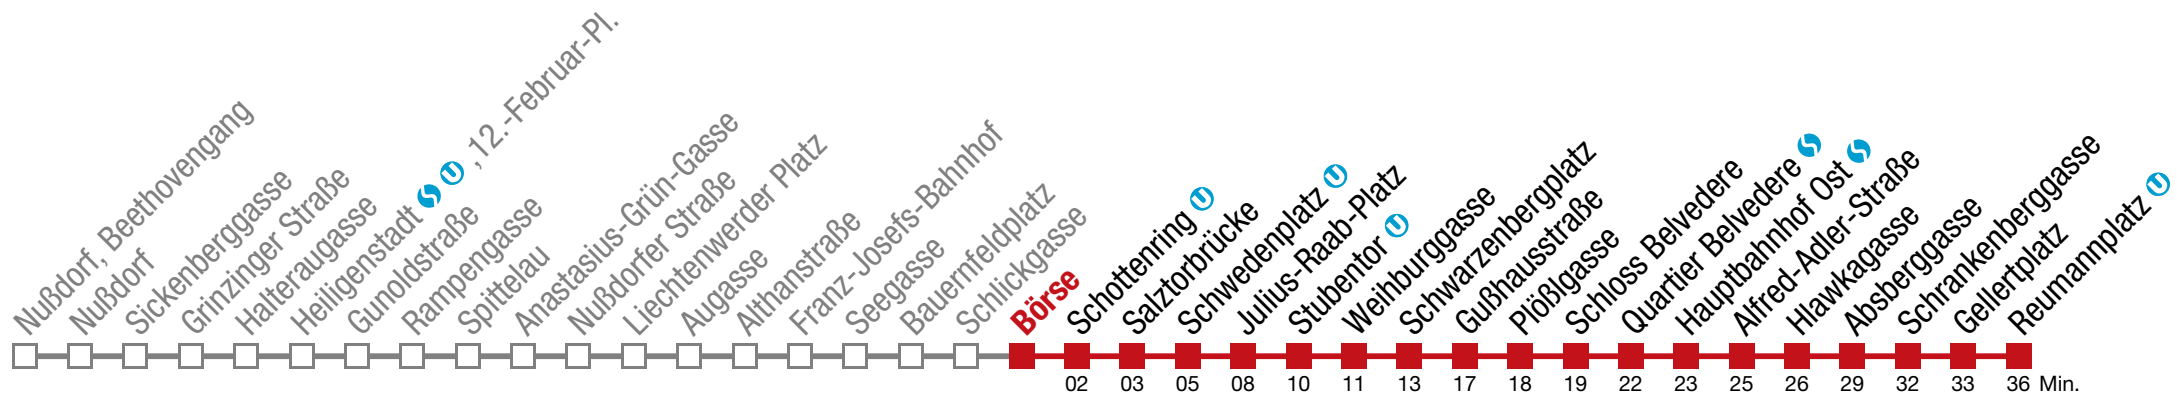 Nußdorf, Beethovengang
Nußdorf
Sickenberggasse
Grinzinger Straße
Halteraugasse
Heiligenstadt S U , 12.-Februar-Pl.
Gunoldstraße
Rampengasse
Spittelau
Anastasius-Grün-Gasse
Nußdorfer Straße
Liechtenwerder Platz
Augasse
Althanstraße
Franz-Josefs-Bahnhof
Seegasse
Bauernfeldplatz
Schlickgasse
Börse
Schottenring U
Salztorbrücke
Schwedenplatz U
Julius-Raab-Platz
Stubentor U
Weihburggasse
Schwarzenbergplatz
Gußhausstraße
Plößlgasse
Schloss Belvedere
Quartier Belvedere S
Hauptbahnhof Ost S
Alfred-Adler-Straße
Hlawkagasse
Absberggasse
Schrankenberggasse
Gellertplatz
Reumannplatz U
02 03 05 08 10 11 13 17 18 19 22 23 25 26 29 32 33 36 Min.